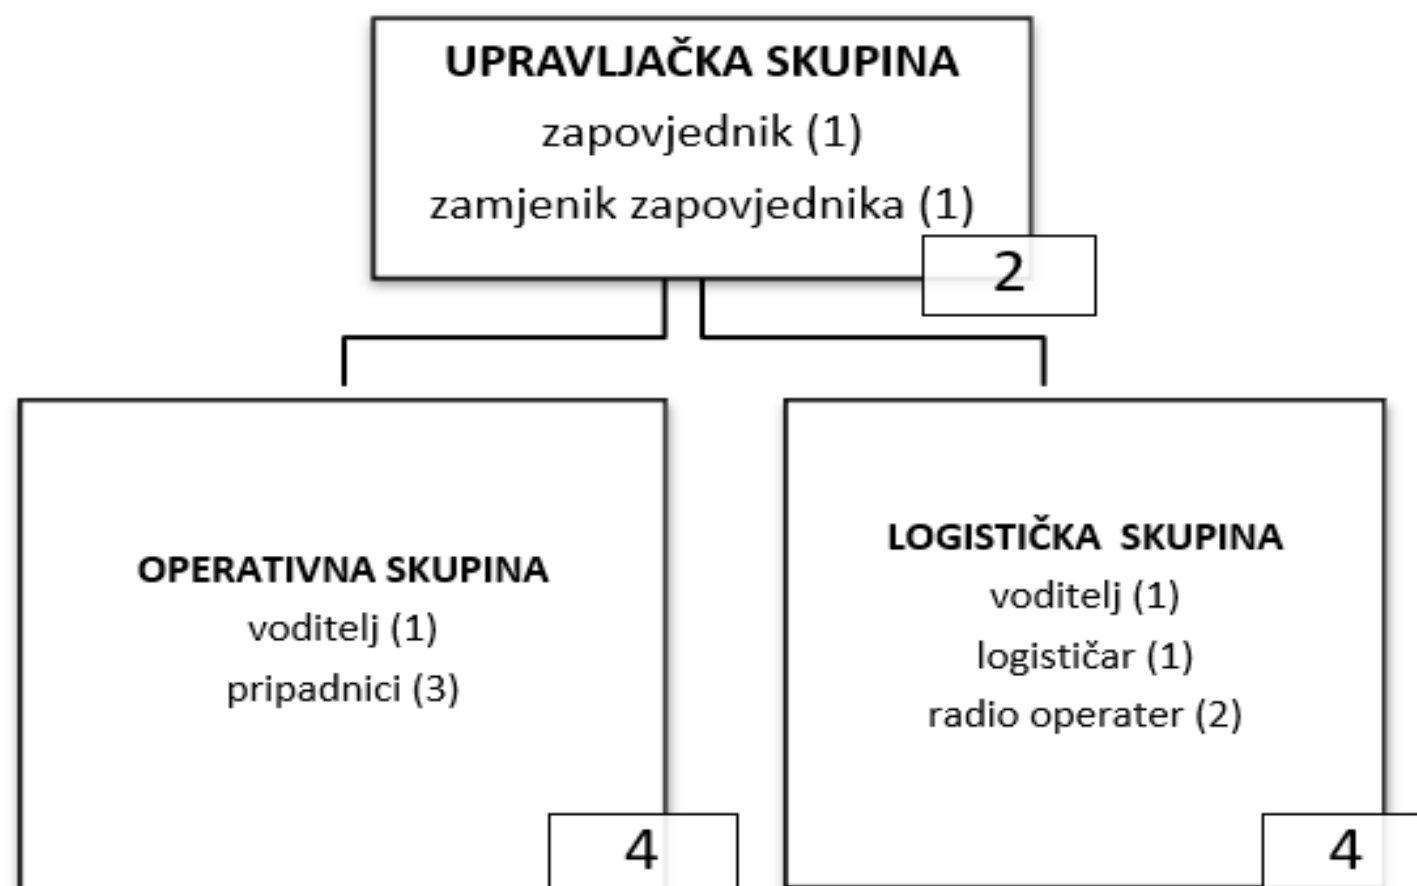 UPRAVLJAČKA SKUPINA
zapovjednik (1)
zamjenik zapovjednika (1)
2
OPERATIVNA SKUPINA
voditelj (1)
pripadnici (3)
4
LOGISTIČKA SKUPINA
voditelj (1)
logističar (1)
radio operater (2)
4